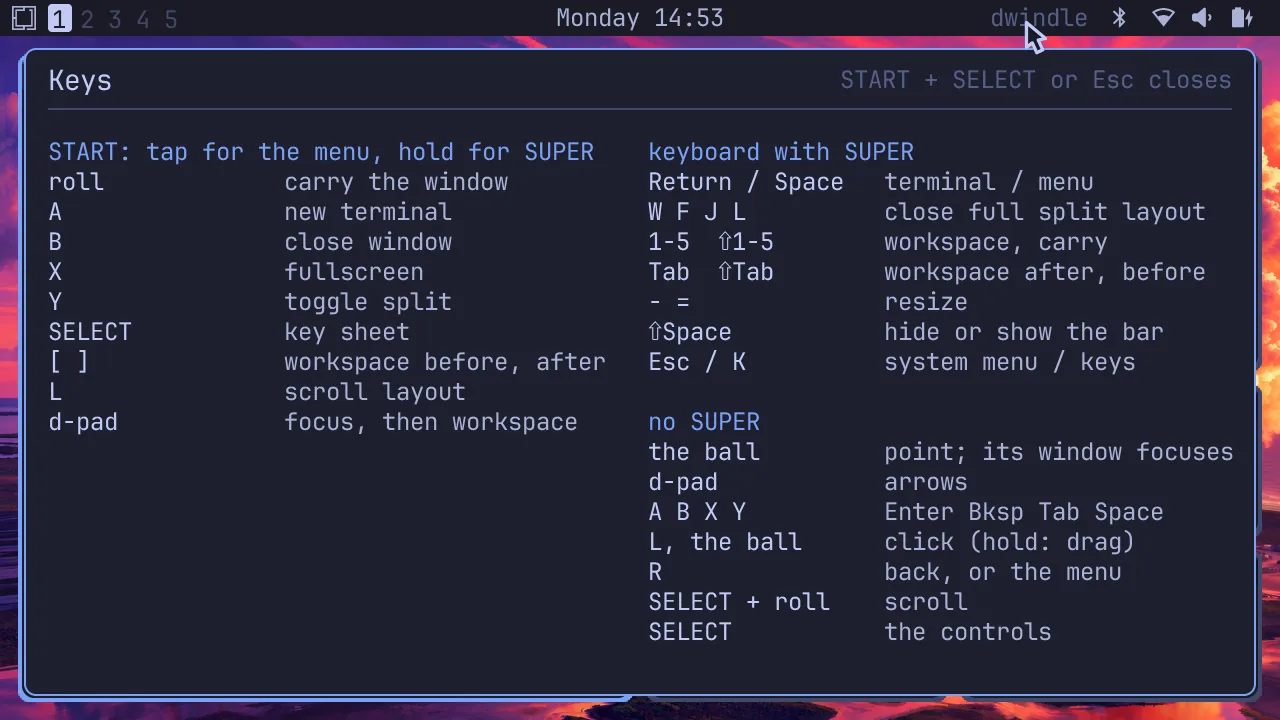 1 2 3 4 5
Monday 14:53
dwindle
Keys
START + SELECT or Esc closes
START: tap for the menu, hold for SUPER
roll carry the window
A new terminal
B close window
X fullscreen
Y toggle split
SELECT key sheet
[ ] workspace before, after
L scroll layout
d-pad focus, then workspace
keyboard with SUPER
Return / Space terminal / menu
W F J L close full split layout
1-5 ⇧1-5 workspace, carry
Tab ⇧Tab workspace after, before
- = resize
⇧Space hide or show the bar
Esc / K system menu / keys
no SUPER
the ball point; its window focuses
d-pad arrows
A B X Y Enter Bksp Tab Space
L, the ball click (hold: drag)
R back, or the menu
SELECT + roll scroll
SELECT the controls